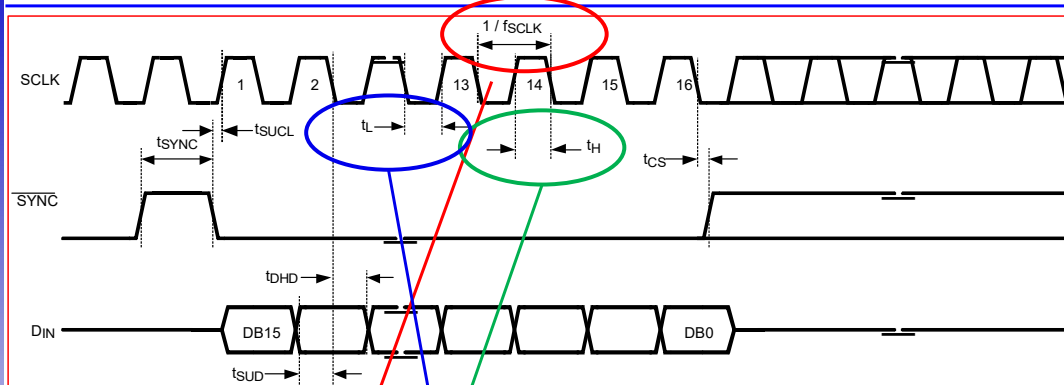 1 / fSCLK
SCLK 1 2 13 14 15 16
tL tH
tSUCL
tSYNC tCS
SYNC
tDHD
DIN DB15 DB0
tSUD